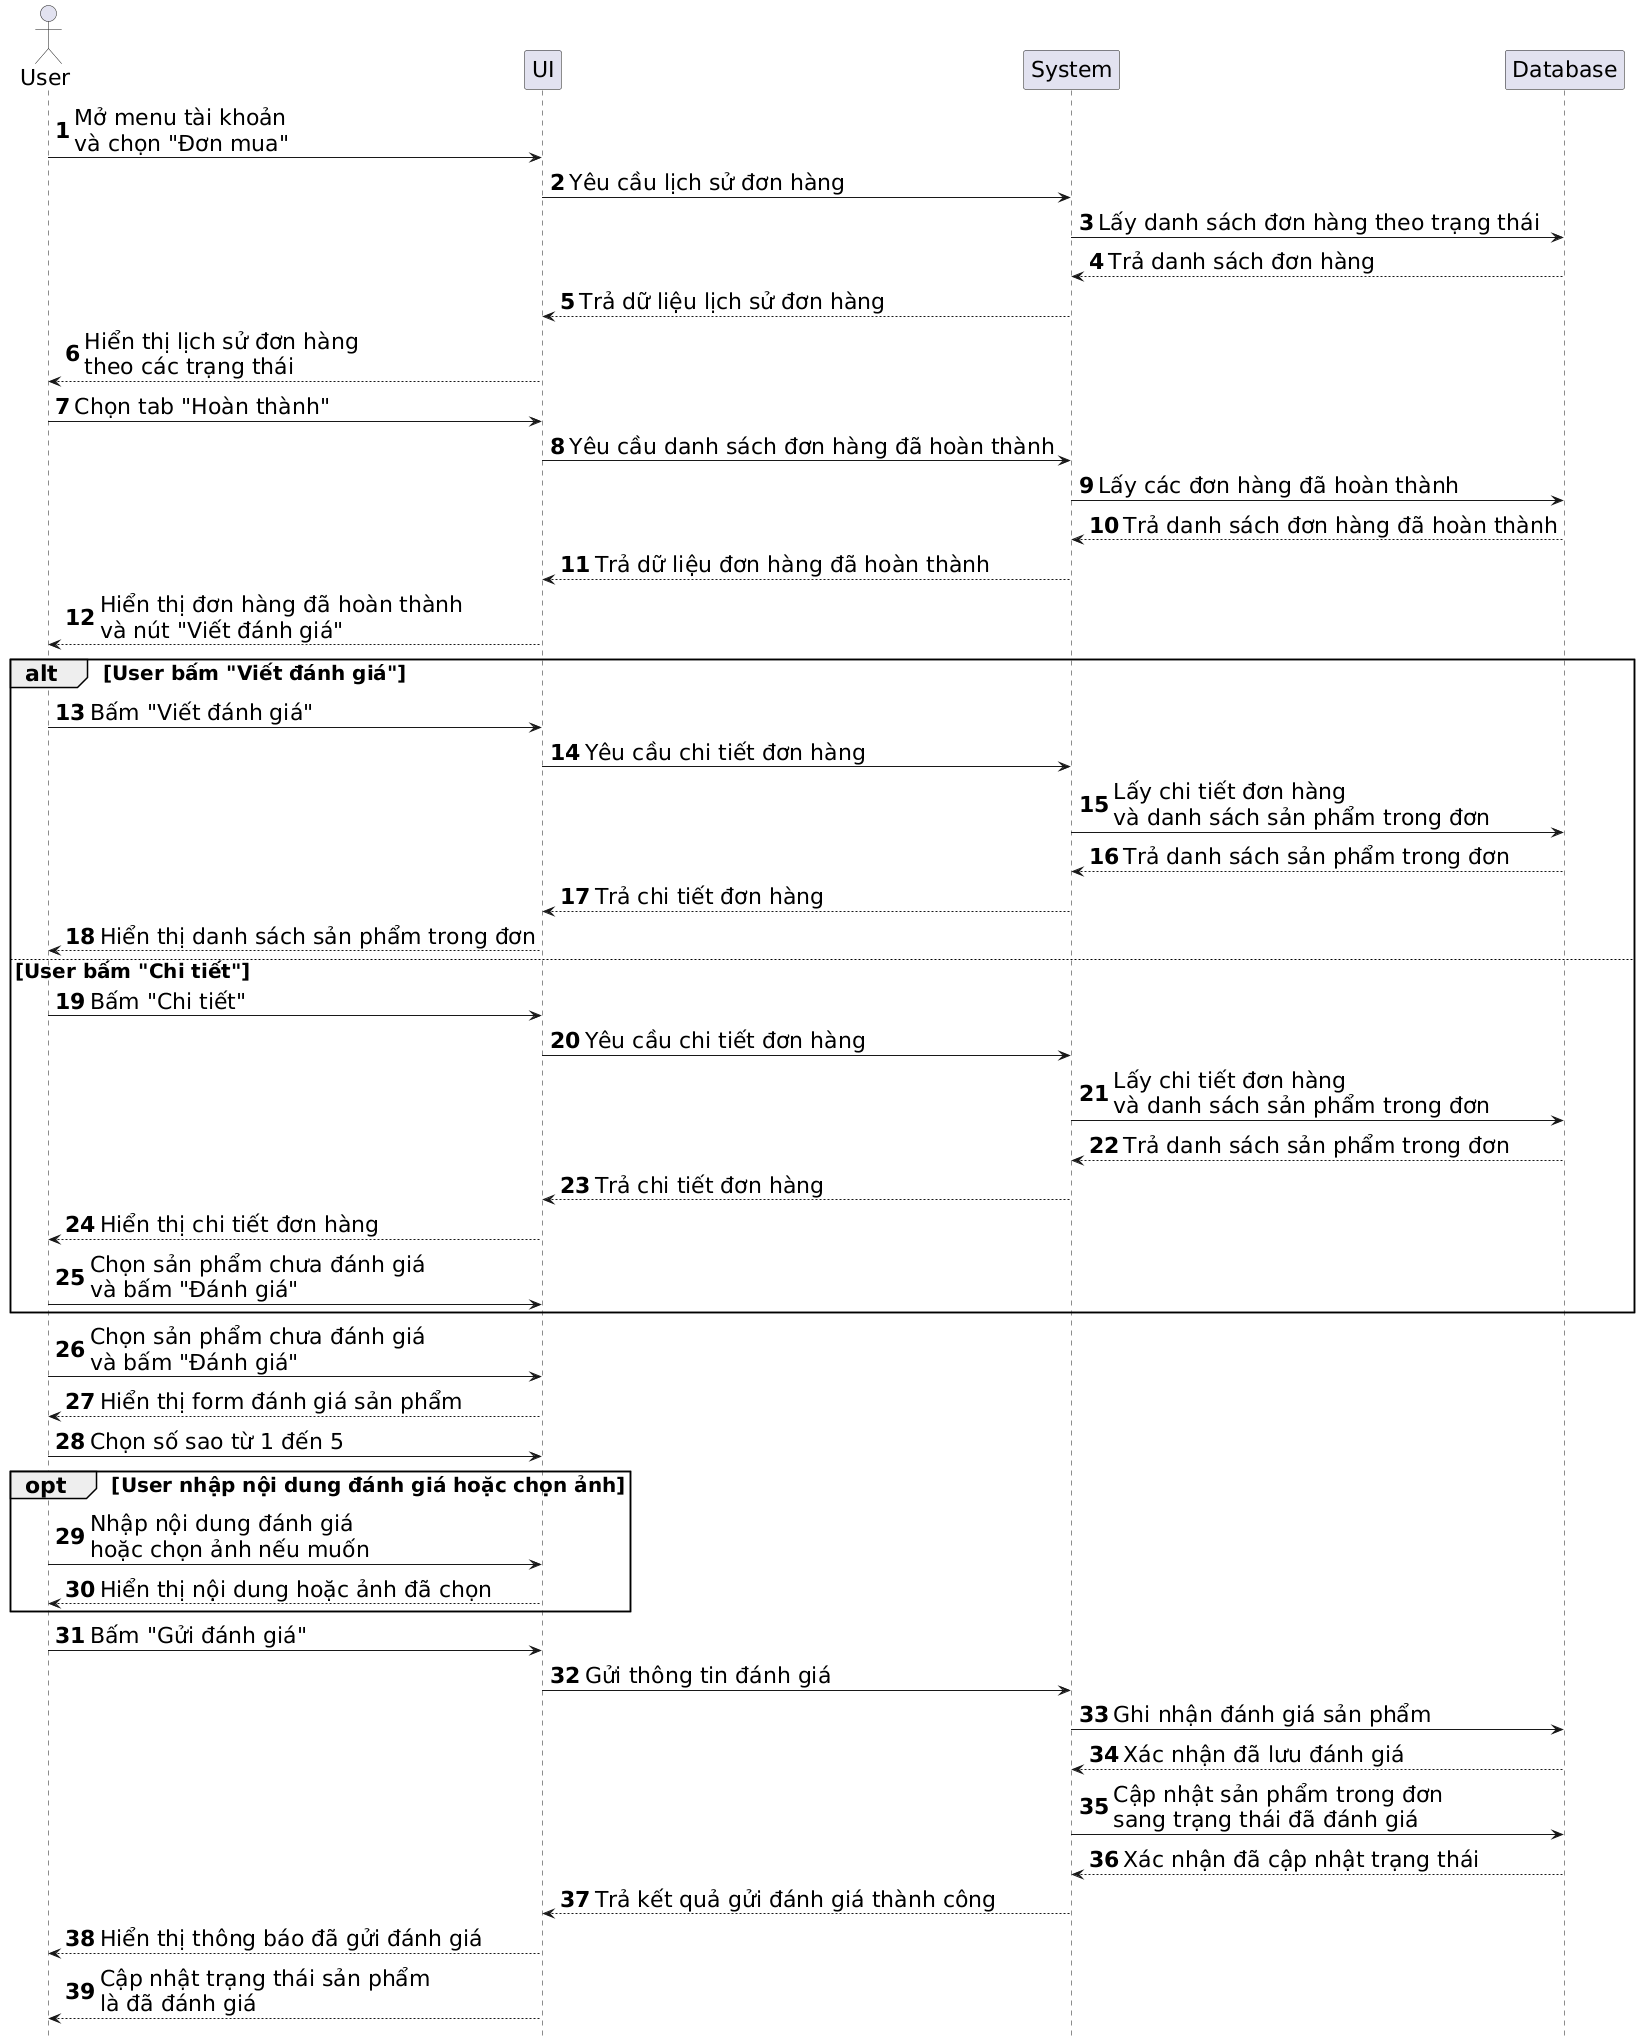 User
UI
System
Database
1 Mở menu tài khoản
và chọn "Đơn mua"
2 Yêu cầu lịch sử đơn hàng
3 Lấy danh sách đơn hàng theo trạng thái
4 Trả danh sách đơn hàng
5 Trả dữ liệu lịch sử đơn hàng
6 Hiển thị lịch sử đơn hàng
theo các trạng thái
7 Chọn tab "Hoàn thành"
8 Yêu cầu danh sách đơn hàng đã hoàn thành
9 Lấy các đơn hàng đã hoàn thành
10 Trả danh sách đơn hàng đã hoàn thành
11 Trả dữ liệu đơn hàng đã hoàn thành
12 Hiển thị đơn hàng đã hoàn thành
và nút "Viết đánh giá"
alt [User bấm "Viết đánh giá"]
13 Bấm "Viết đánh giá"
14 Yêu cầu chi tiết đơn hàng
15 Lấy chi tiết đơn hàng
và danh sách sản phẩm trong đơn
16 Trả danh sách sản phẩm trong đơn
17 Trả chi tiết đơn hàng
18 Hiển thị danh sách sản phẩm trong đơn
[User bấm "Chi tiết"]
19 Bấm "Chi tiết"
20 Yêu cầu chi tiết đơn hàng
21 Lấy chi tiết đơn hàng
và danh sách sản phẩm trong đơn
22 Trả danh sách sản phẩm trong đơn
23 Trả chi tiết đơn hàng
24 Hiển thị chi tiết đơn hàng
25 Chọn sản phẩm chưa đánh giá
và bấm "Đánh giá"
26 Chọn sản phẩm chưa đánh giá
và bấm "Đánh giá"
27 Hiển thị form đánh giá sản phẩm
28 Chọn số sao từ 1 đến 5
opt [User nhập nội dung đánh giá hoặc chọn ảnh]
29 Nhập nội dung đánh giá
hoặc chọn ảnh nếu muốn
30 Hiển thị nội dung hoặc ảnh đã chọn
31 Bấm "Gửi đánh giá"
32 Gửi thông tin đánh giá
33 Ghi nhận đánh giá sản phẩm
34 Xác nhận đã lưu đánh giá
35 Cập nhật sản phẩm trong đơn
sang trạng thái đã đánh giá
36 Xác nhận đã cập nhật trạng thái
37 Trả kết quả gửi đánh giá thành công
38 Hiển thị thông báo đã gửi đánh giá
39 Cập nhật trạng thái sản phẩm
là đã đánh giá